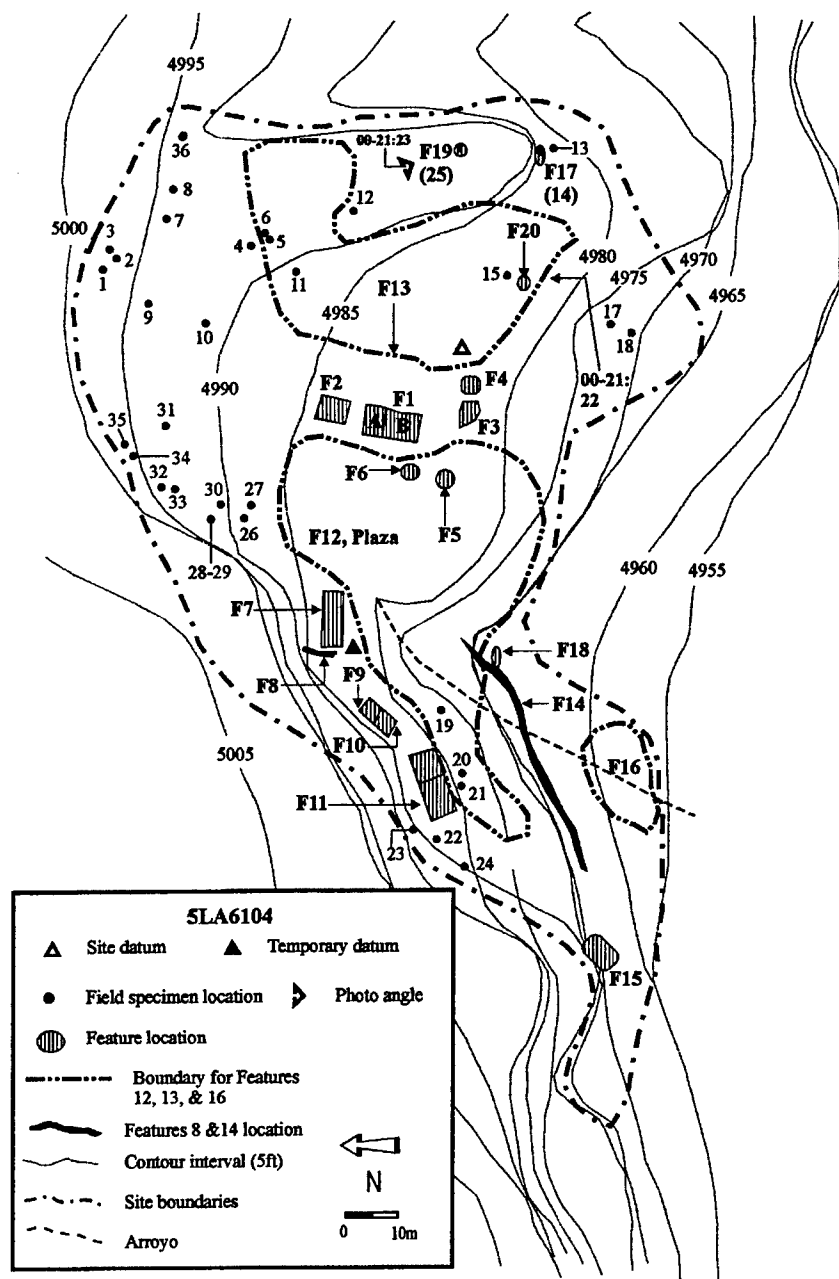 4995
36
00-21:23
F19®
(25)
13
F17
(14)
8
12
7
5000
3
6
4
5
F20
2
1
15
4980
4970
11
4975
4965
F13
9
10
4985
17
18
00-21:
22
4990
F2
F1
F4
A
B
F3
31
35
34
F6
32
33
30
27
26
F5
F12, Plaza
28-29
4960
4955
F7
F18
F8
F9
F14
19
F10
5005
20
F16
21
F11
23
22
24
F15
5LA6104
Site datum
Temporary datum
Field specimen location
Photo angle
Feature location
Boundary for Features
12, 13, & 16
Features 8 &14 location
Contour interval (5ft)
N
Site boundaries
Arroyo
0 10m